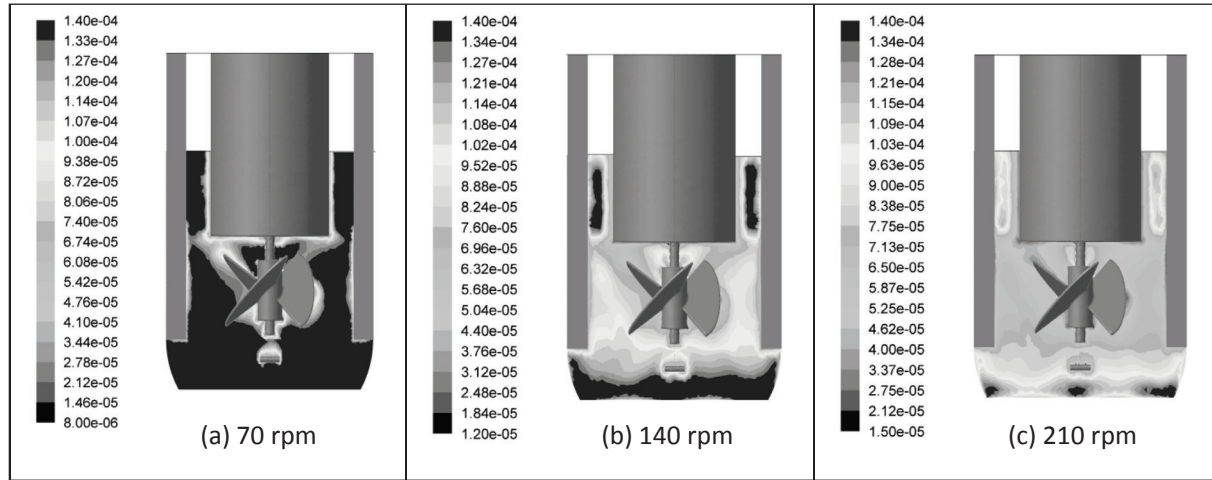 1.40e-04
1.33e-04
1.27e-04
1.20e-04
1.14e-04
1.07e-04
1.00e-04
9.38e-05
8.72e-05
8.06e-05
7.40e-05
6.74e-05
6.08e-05
5.42e-05
4.76e-05
4.10e-05
3.44e-05
2.78e-05
2.12e-05
1.46e-05
8.00e-06
(a) 70 rpm
1.40e-04
1.34e-04
1.27e-04
1.21e-04
1.14e-04
1.08e-04
1.02e-04
9.52e-05
8.88e-05
8.24e-05
7.60e-05
6.96e-05
6.32e-05
5.68e-05
5.04e-05
4.40e-05
3.76e-05
3.12e-05
2.48e-05
1.84e-05
1.20e-05
(b) 140 rpm
1.40e-04
1.34e-04
1.28e-04
1.21e-04
1.15e-04
1.09e-04
1.03e-04
9.63e-05
9.00e-05
8.38e-05
7.75e-05
7.13e-05
6.50e-05
5.87e-05
5.25e-05
4.62e-05
4.00e-05
3.37e-05
2.75e-05
2.12e-05
1.50e-05
(c) 210 rpm